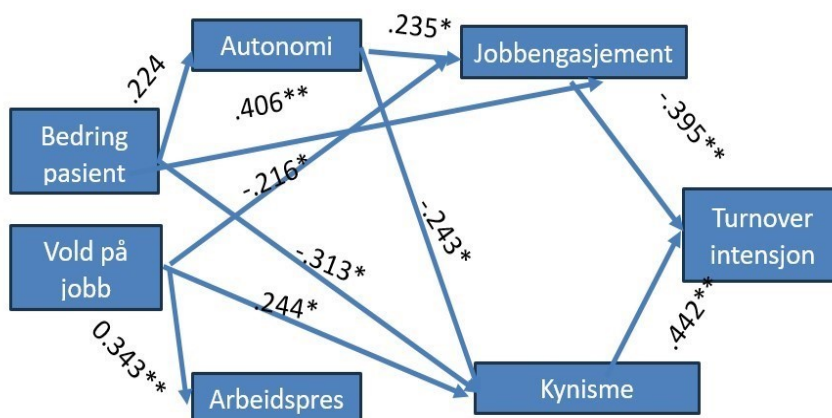 .235*
Autonomi
Jobbengasjement
.224
.406**
-.395**
Bedring
pasient
-.216*
Turnover
intensjon
-.243*
Vold på
jobb
-.313*
.244*
.442**
0.343**
Arbeidspres
Kynisme